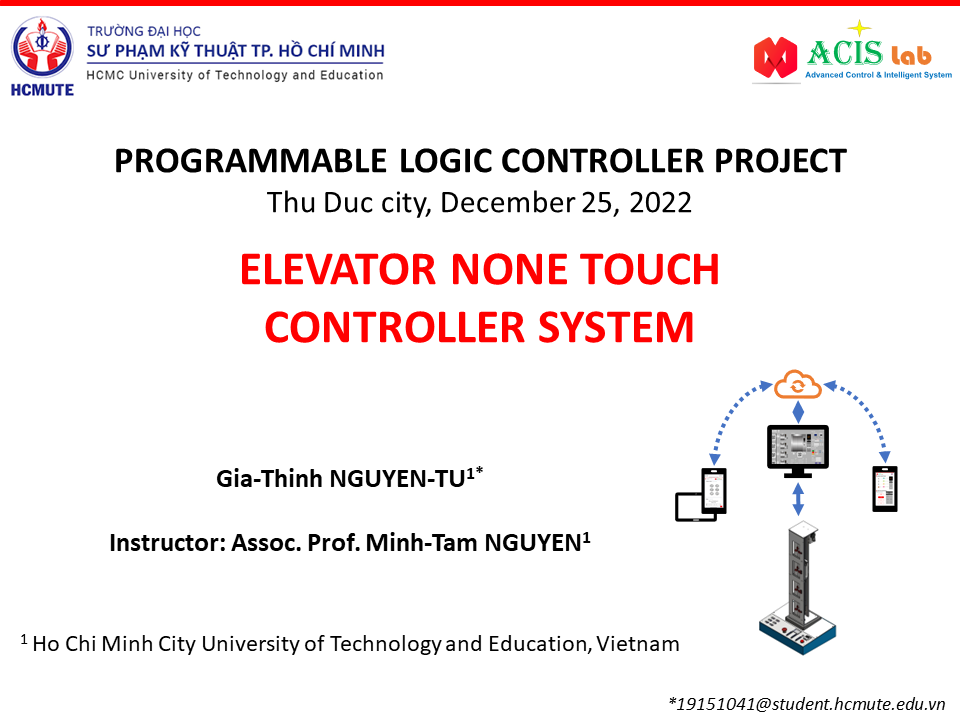 TRƯỜNG ĐẠI HỌC
SƯ PHẠM KỸ THUẬT TP. HỒ CHÍ MINH
HCMC University of Technology and Education
HCMUTE
ACIS Lab
Advanced Control & Intelligent System
PROGRAMMABLE LOGIC CONTROLLER PROJECT
Thu Duc city, December 25, 2022
ELEVATOR NONE TOUCH
CONTROLLER SYSTEM
Gia-Thinh NGUYEN-TU1*
Instructor: Assoc. Prof. Minh-Tam NGUYEN1
1 Ho Chi Minh City University of Technology and Education, Vietnam
*19151041@student.hcmute.edu.vn